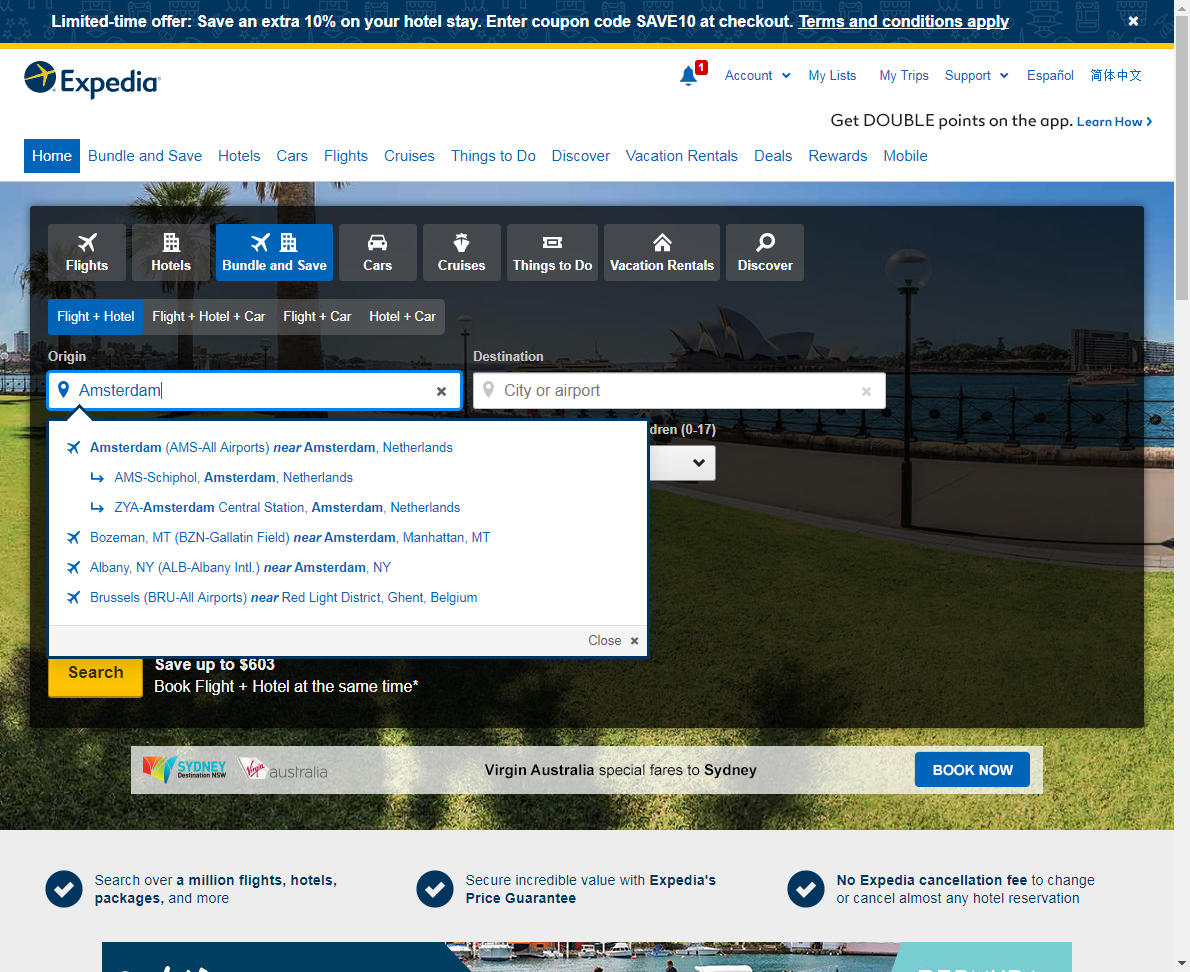 Limited-time offer: Save an extra 10% on your hotel stay. Enter coupon code SAVE10 at checkout. Terms and conditions apply
Expedia
1
Account
My Lists
My Trips
Support
Español
简体中文
Get DOUBLE points on the app. Learn How
Home
Bundle and Save
Hotels
Cars
Flights
Cruises
Things to Do
Discover
Vacation Rentals
Deals
Rewards
Mobile
Flights
Hotels
Bundle and Save
Cars
Cruises
Things to Do
Vacation Rentals
Discover
Flight + Hotel
Flight + Hotel + Car
Flight + Car
Hotel + Car
Origin
Destination
Amsterdam
City or airport
dren (0-17)
Amsterdam (AMS-All Airports) near Amsterdam, Netherlands
AMS-Schiphol, Amsterdam, Netherlands
ZYA-Amsterdam Central Station, Amsterdam, Netherlands
Bozeman, MT (BZN-Gallatin Field) near Amsterdam, Manhattan, MT
Albany, NY (ALB-Albany Intl.) near Amsterdam, NY
Brussels (BRU-All Airports) near Red Light District, Ghent, Belgium
Close
Search
Save up to $603
Book Flight + Hotel at the same time*
SYDNEY
Destination NSW
Virgin australia
Virgin Australia special fares to Sydney
BOOK NOW
Search over a million flights, hotels,
packages, and more
Secure incredible value with Expedia's
Price Guarantee
No Expedia cancellation fee to change
or cancel almost any hotel reservation